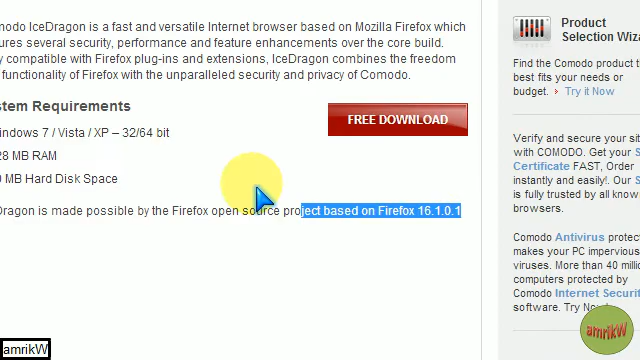 modo IceDragon is a fast and versatile Internet browser based on Mozilla Firefox which
ures several security, performance and feature enhancements over the core build.
y compatible with Firefox plug-ins and extensions, IceDragon combines the freedom
functionality of Firefox with the unparalleled security and privacy of Comodo.
stem Requirements
indows 7 / Vista / XP – 32/64 bit
28 MB RAM
0 MB Hard Disk Space
FREE DOWNLOAD
Dragon is made possible by the Firefox open source project based on Firefox 16.1.0.1
Product
Selection Wiza
Find the Comodo product th
best fits your needs or
budget. Try it Now
Verify and secure your sit
with COMODO. Get your S
Certificate FAST, Order
instantly and easily!. Our S
is fully trusted by all know
browsers.
Comodo Antivirus protec
makes your PC impervious
viruses. More than 40 millio
computers protected by
Comodo Internet Securit
software. Try No
amrikW
amrikW